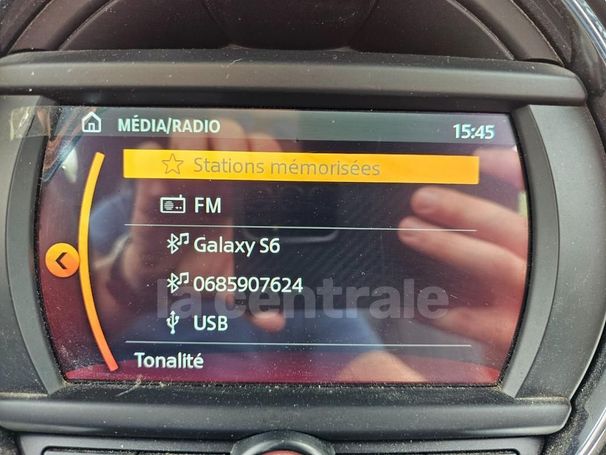 MÉDIA/RADIO 15:45
Stations mémorisées
FM
Galaxy S6
0685907624
la centrale
USB
Tonalité